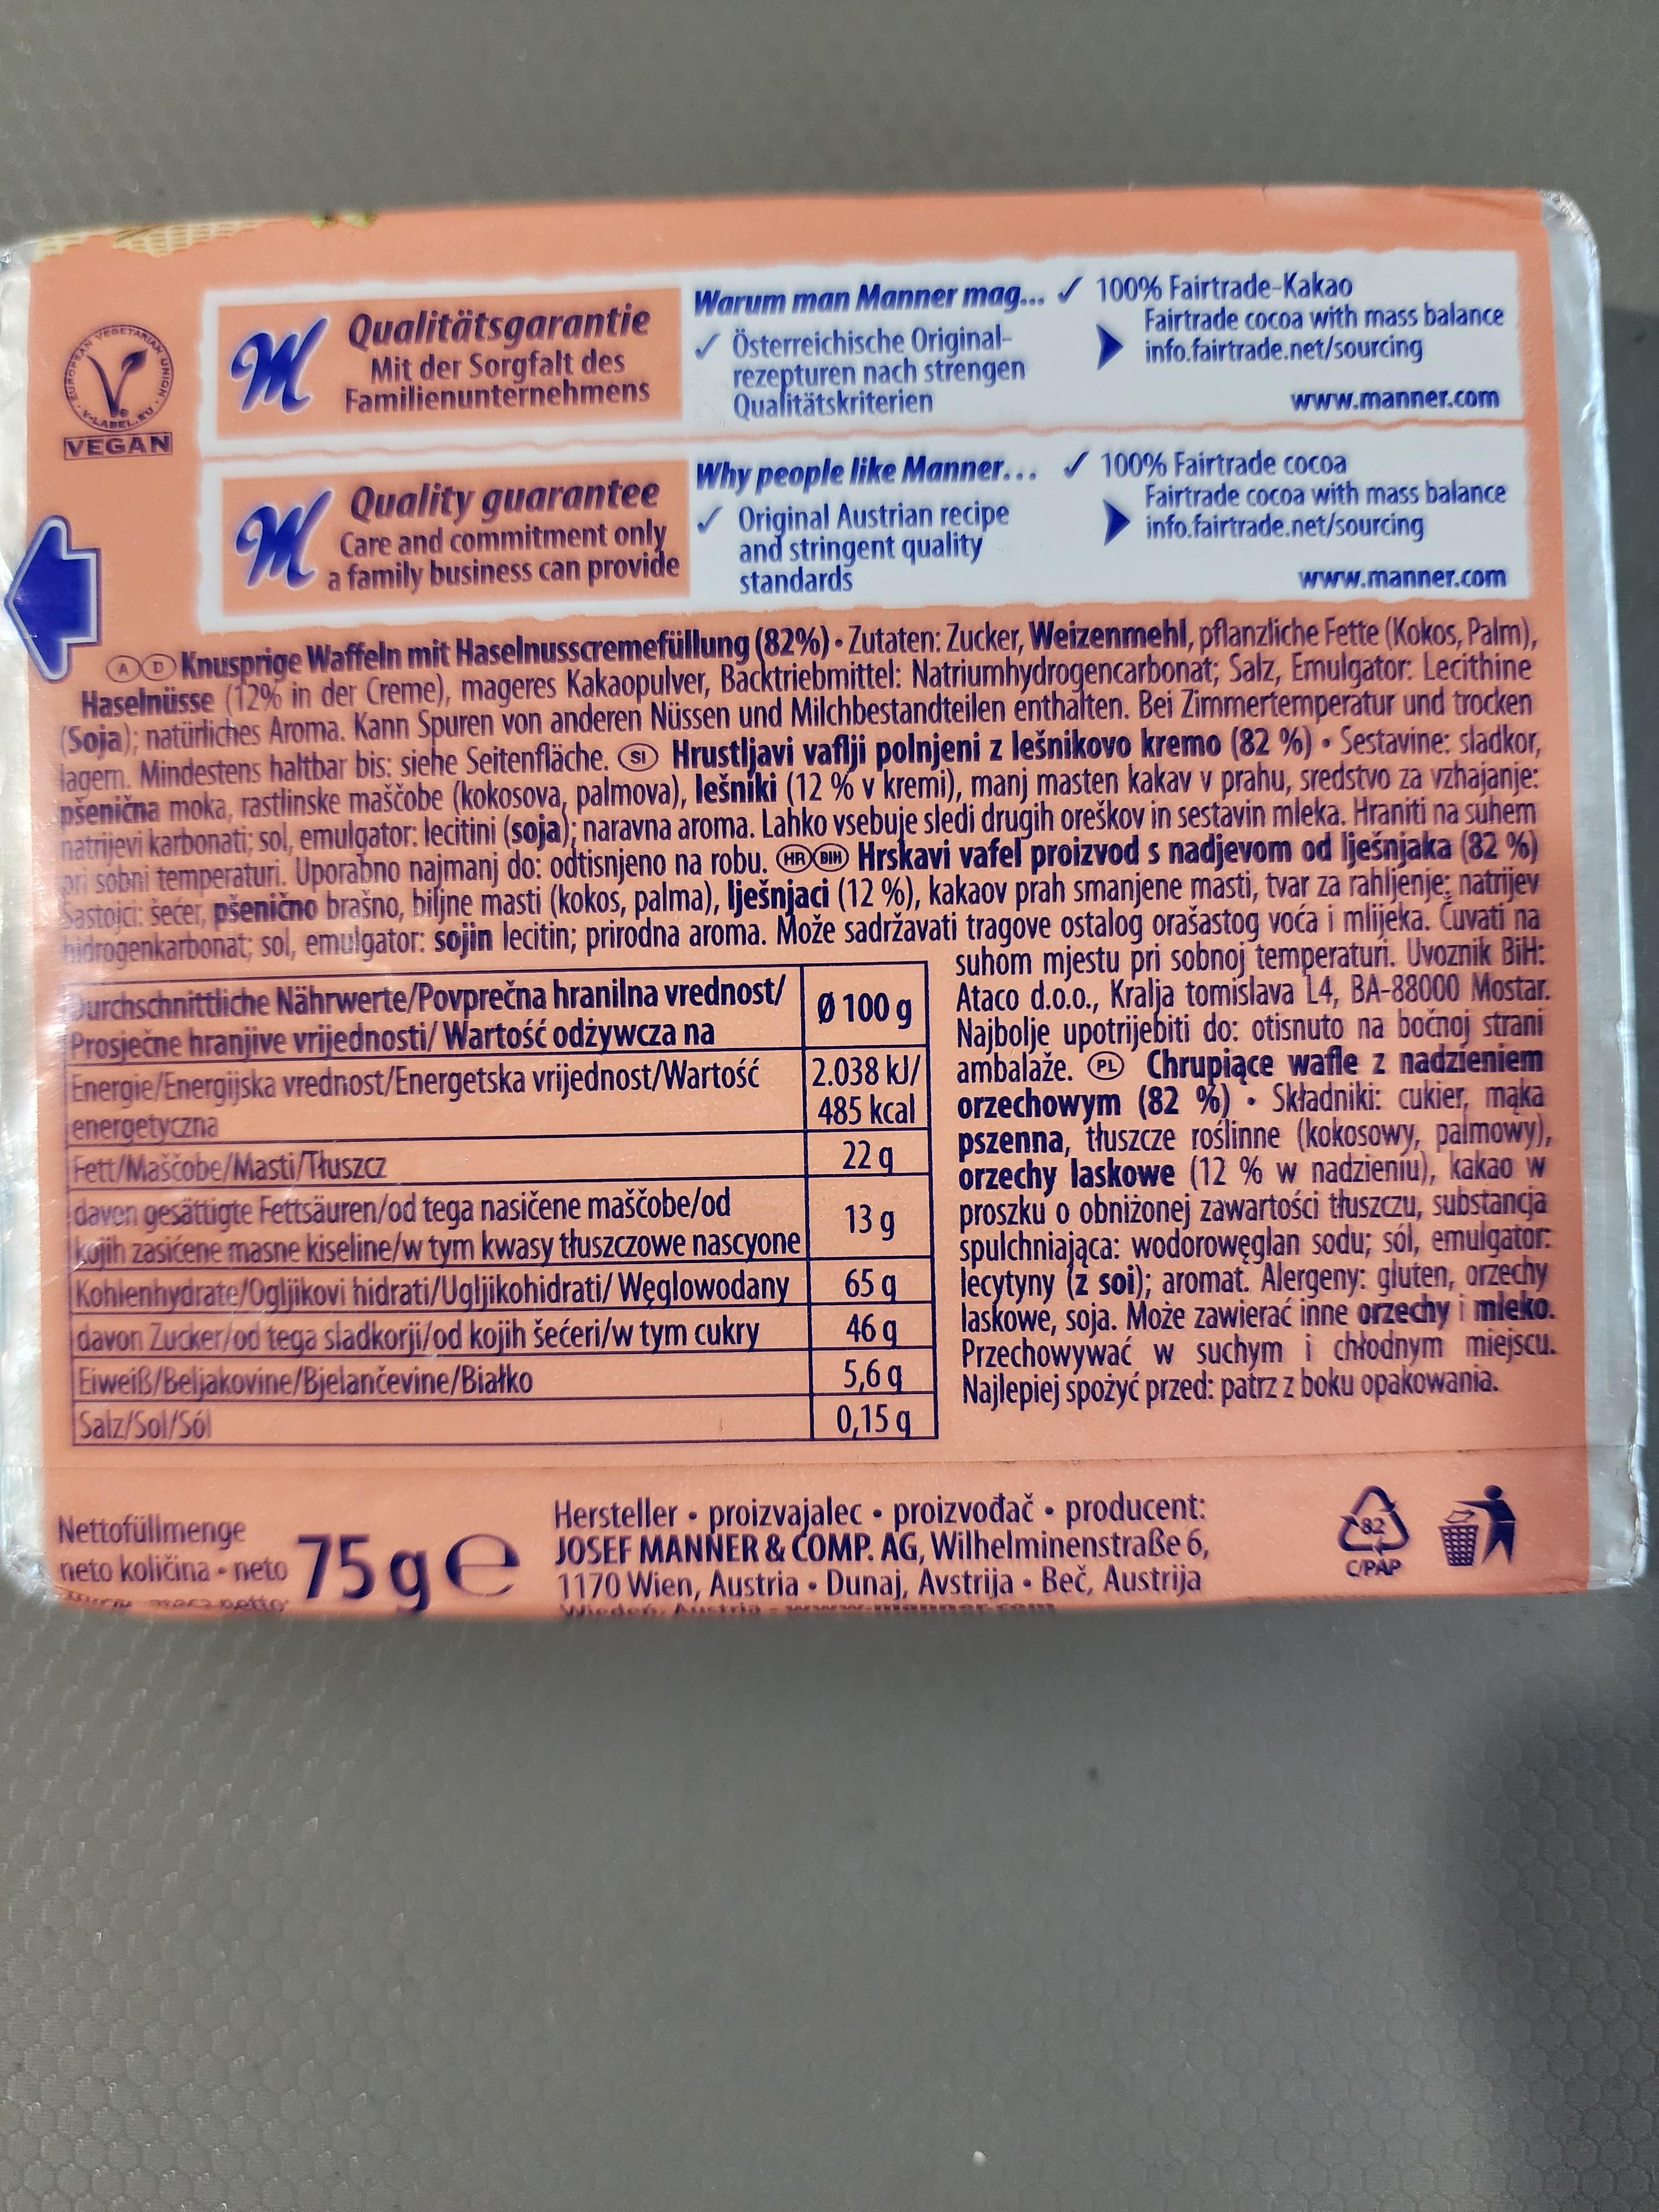 EUROPEAN VEGETARIAN UNION
V-LABEL.EU
VEGAN
Qualitätsgarantie
Mit der Sorgfalt des
Familienunternehmens
Warum man Manner mag...
✓ Österreichische Original-
rezepturen nach strengen
Qualitätskriterien
✓ 100% Fairtrade-Kakao
Fairtrade cocoa with mass balance
info.fairtrade.net/sourcing
www.manner.com
Quality guarantee
Care and commitment only
a family business can provide
Why people like Manner...
✓ Original Austrian recipe
and stringent quality
standards
✓ 100% Fairtrade cocoa
Fairtrade cocoa with mass balance
info.fairtrade.net/sourcing
www.manner.com
A D Knusprige Waffeln mit Haselnusscremefüllung (82%) • Zutaten: Zucker, Weizenmehl, pflanzliche Fette (Kokos, Palm),
Haselnüsse (12% in der Creme), mageres Kakaopulver, Backtriebmittel: Natriumhydrogencarbonat; Salz, Emulgator: Lecithine
(Soja); natürliches Aroma. Kann Spuren von anderen Nüssen und Milchbestandteilen enthalten. Bei Zimmertemperatur und trocken
lagern. Mindestens haltbar bis: siehe Seitenfläche. SI Hrustljavi vaflji polnjeni z lešnikovo kremo (82 %) • Sestavine: sladkor,
pšenična moka, rastlinske maščobe (kokosova, palmova), lešniki (12 % v kremi), manj masten kakav v prahu, sredstvo za vzhajanje:
natrijevi karbonati; sol, emulgator: lecitini (soja); naravna aroma. Lahko vsebuje sledi drugih oreškov in sestavin mleka. Hraniti na suhem
pri sobni temperaturi. Uporabno najmanj do: odtisnjeno na robu. HR BIH Hrskavi vafel proizvod s nadjevom od lješnjaka (82 %)
Sastojci: šećer, pšenično brašno, biljne masti (kokos, palma), lješnjaci (12 %), kakaov prah smanjene masti, tvar za rahljenje: natrijev
hidrogenkarbonat; sol, emulgator: sojin lecitin; prirodna aroma. Može sadržavati tragove ostalog orašastog voća i mlijeka. Čuvati na
suhom mjestu pri sobnoj temperaturi. Uvoznik BiH:
Ataco d.o.o., Kralja tomislava L4, BA-88000 Mostar.
Najbolje upotrijebiti do: otisnuto na bočnoj strani
ambalaže. PL Chrupiące wafle z nadzieniem
orzechowym (82 %) • Składniki: cukier, mąka
pszenna, tłuszcze roślinne (kokosowy, palmowy),
orzechy laskowe (12 % w nadzieniu), kakao w
proszku o obniżonej zawartości tłuszczu, substancja
spulchniająca: wodorowęglan sodu; sól, emulgator:
lecytyny (z soi); aromat. Alergeny: gluten, orzechy
laskowe, soja. Może zawierać inne orzechy i mleko.
Przechowywać w suchym i chłodnym miejscu.
Najlepiej spożyć przed: patrz z boku opakowania.
Durchschnittliche Nährwerte/Povprečna hranilna vrednost/
Prosječne hranjive vrijednosti/ Wartość odżywcza na
Ø 100 g
Energie/Energijska vrednost/Energetska vrijednost/Wartość
energetyczna
2.038 kJ/
485 kcal
Fett/Maščobe/Masti/Tłuszcz 22 g
davon gesättigte Fettsäuren/od tega nasičene maščobe/od
kojih zasićene masne kiseline/w tym kwasy tłuszczowe nascyone
13 g
Kohlenhydrate/Ogljikovi hidrati/Ugljikohidrati/ Węglowodany 65 g
davon Zucker/od tega sladkorji/od kojih šećeri/w tym cukry 46 g
Eiweiß/Beljakovine/Bjelančevine/Białko 5,6 g
Salz/Sol/Sól 0,15 g
Nettofüllmenge
neto količina • neto
75 g e
Hersteller • proizvajalec • proizvođač • producent:
JOSEF MANNER & COMP. AG, Wilhelminenstraße 6,
1170 Wien, Austria • Dunaj, Avstrija • Beč, Austrija
Wiedeń, Austria - www.manner.com
82
C/PAP